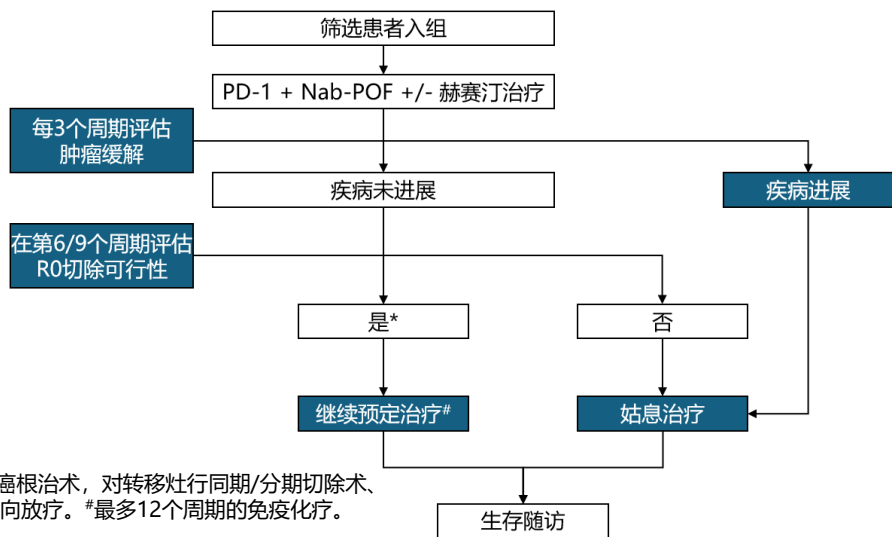 筛选患者入组
PD-1 + Nab-POF +/- 赫赛汀治疗
每3个周期评估
肿瘤缓解
疾病未进展
疾病进展
在第6/9个周期评估
R0切除可行性
是*
否
继续预定治疗#
姑息治疗
癌根治术，对转移灶行同期/分期切除术、
向放疗。#最多12个周期的免疫化疗。
生存随访